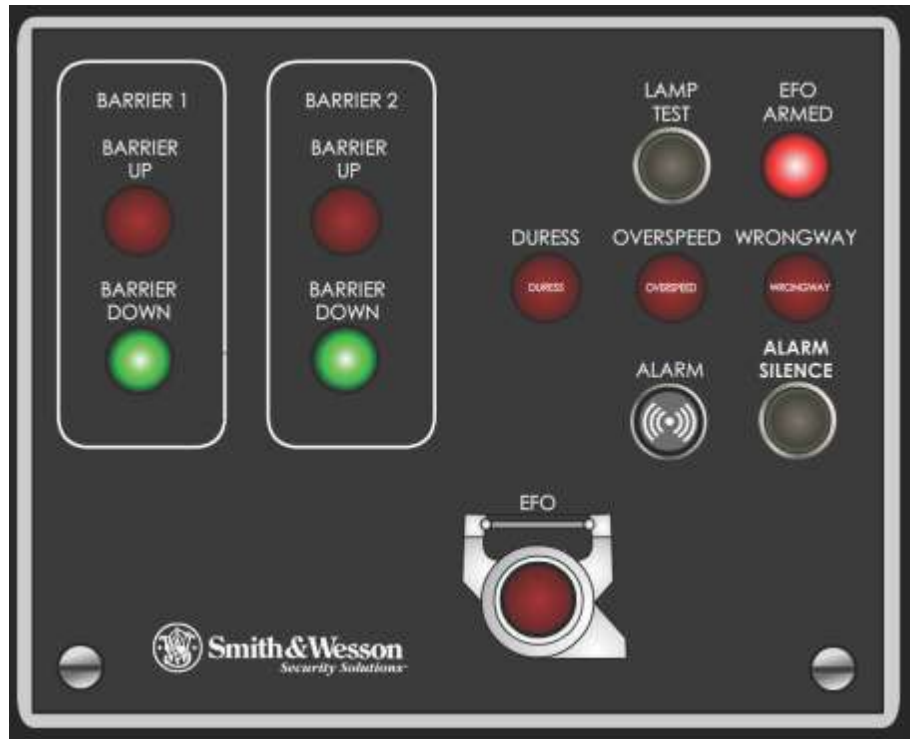 BARRIER 1
BARRIER
UP
BARRIER
DOWN
BARRIER 2
BARRIER
UP
BARRIER
DOWN
LAMP
TEST
EFO
ARMED
DURESS
OVERSPEED
WRONGWAY
DURESS
OVERSPEED
WRONGWAY
ALARM
ALARM
SILENCE
EFO
Smith & Wesson
Security Solutions